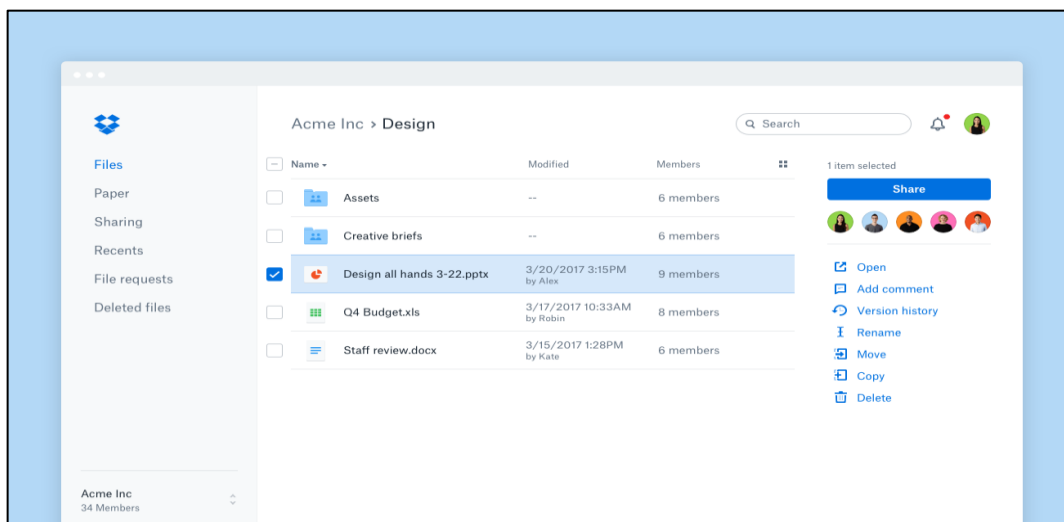 Acme Inc › Design
Search
Files
Paper
Sharing
Recents
File requests
Deleted files
Acme Inc
34 Members
Name
Modified
Members
Assets
--
6 members
Creative briefs
--
6 members
Design all hands 3-22.pptx
3/20/2017 3:15PM
by Alex
9 members
Q4 Budget.xls
3/17/2017 10:33AM
by Robin
8 members
Staff review.docx
3/15/2017 1:28PM
by Kate
6 members
1 item selected
Share
Open
Add comment
Version history
Rename
Move
Copy
Delete